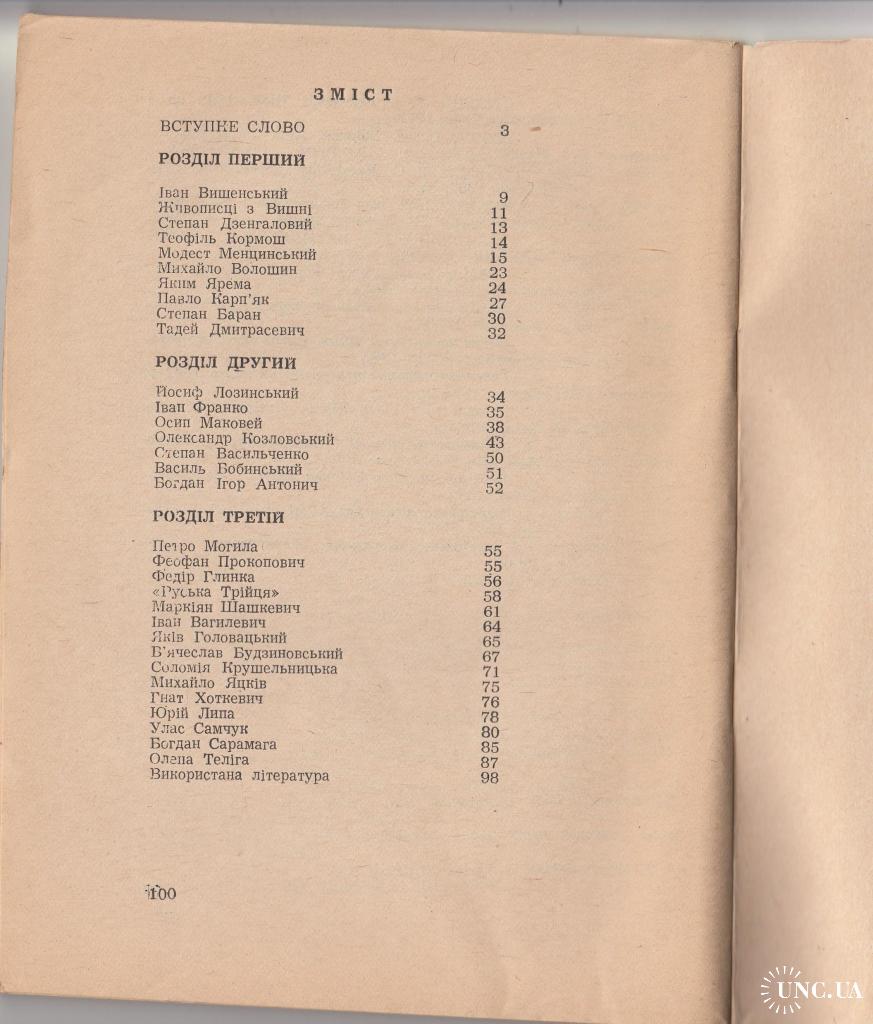 ЗМІСТ
ВСТУПНЕ СЛОВО 3
РОЗДІЛ ПЕРШИЙ
Іван Вишенський 9
Живописці з Вишні 11
Степан Дзенгаловий 13
Теофіль Кормош 14
Модест Менцинський 15
Михайло Волошин 23
Яким Ярема 24
Павло Карп'як 27
Степан Баран 30
Тадей Дмитрасевич 32
РОЗДІЛ ДРУГИЙ
Йосиф Лозинський 34
Іван Франко 35
Осип Маковей 38
Олександр Козловський 43
Степан Васильченко 50
Василь Бобинський 51
Богдан Ігор Антонич 52
РОЗДІЛ ТРЕТІЙ
Петро Могила 55
Феофан Прокопович 55
Федір Глинка 56
«Руська Трійця» 58
Маркіян Шашкевич 61
Іван Вагилевич 64
Яків Головацький 65
В'ячеслав Будзиновський 67
Соломія Крушельницька 71
Михайло Яцків 75
Гнат Хоткевич 76
Юрій Липа 78
Улас Самчук 80
Богдан Сарамага 85
Олена Теліга 87
Використана література 98
100
UNC.UA